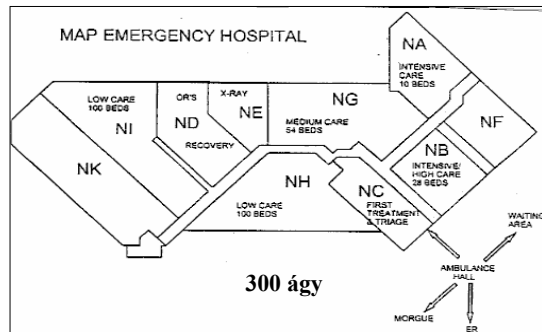 MAP EMERGENCY HOSPITAL
NA
INTENSIVE
CARE
10 BEDS
LOW CARE
100 BEDS
NI
OR'S
ND
RECOVERY
X-RAY
NE
NG
MEDIUM CARE
54 BEDS
NF
NB
INTENSIVE/
HIGH CARE
28 BEDS
NK
NH
LOW CARE
100 BEDS
NC
FIRST
TREATMENT
& TRIAGE
WAITING
AREA
AMBULANCE
HALL
300 ágy
MORGUE
ER